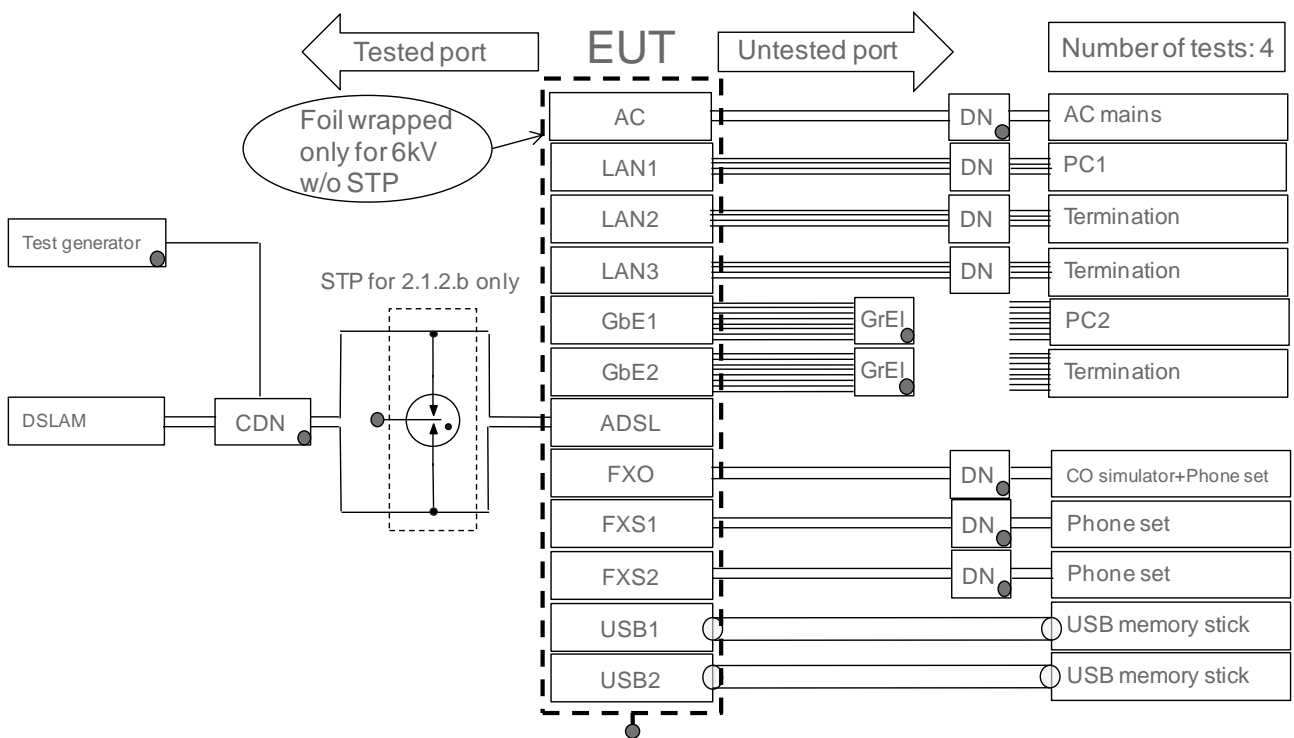 Tested port
EUT
Untested port
Number of tests: 4
Foil wrapped
only for 6kV
w/o STP
AC
DN
AC mains
LAN1
DN
PC1
LAN2
DN
Termination
Test generator
LAN3
DN
Termination
STP for 2.1.2.b only
GbE1
GrEl
PC2
GbE2
GrEl
Termination
DSLAM
CDN
ADSL
FXO
DN
CO simulator+Phone set
FXS1
DN
Phone set
FXS2
DN
Phone set
USB1
USB memory stick
USB2
USB memory stick